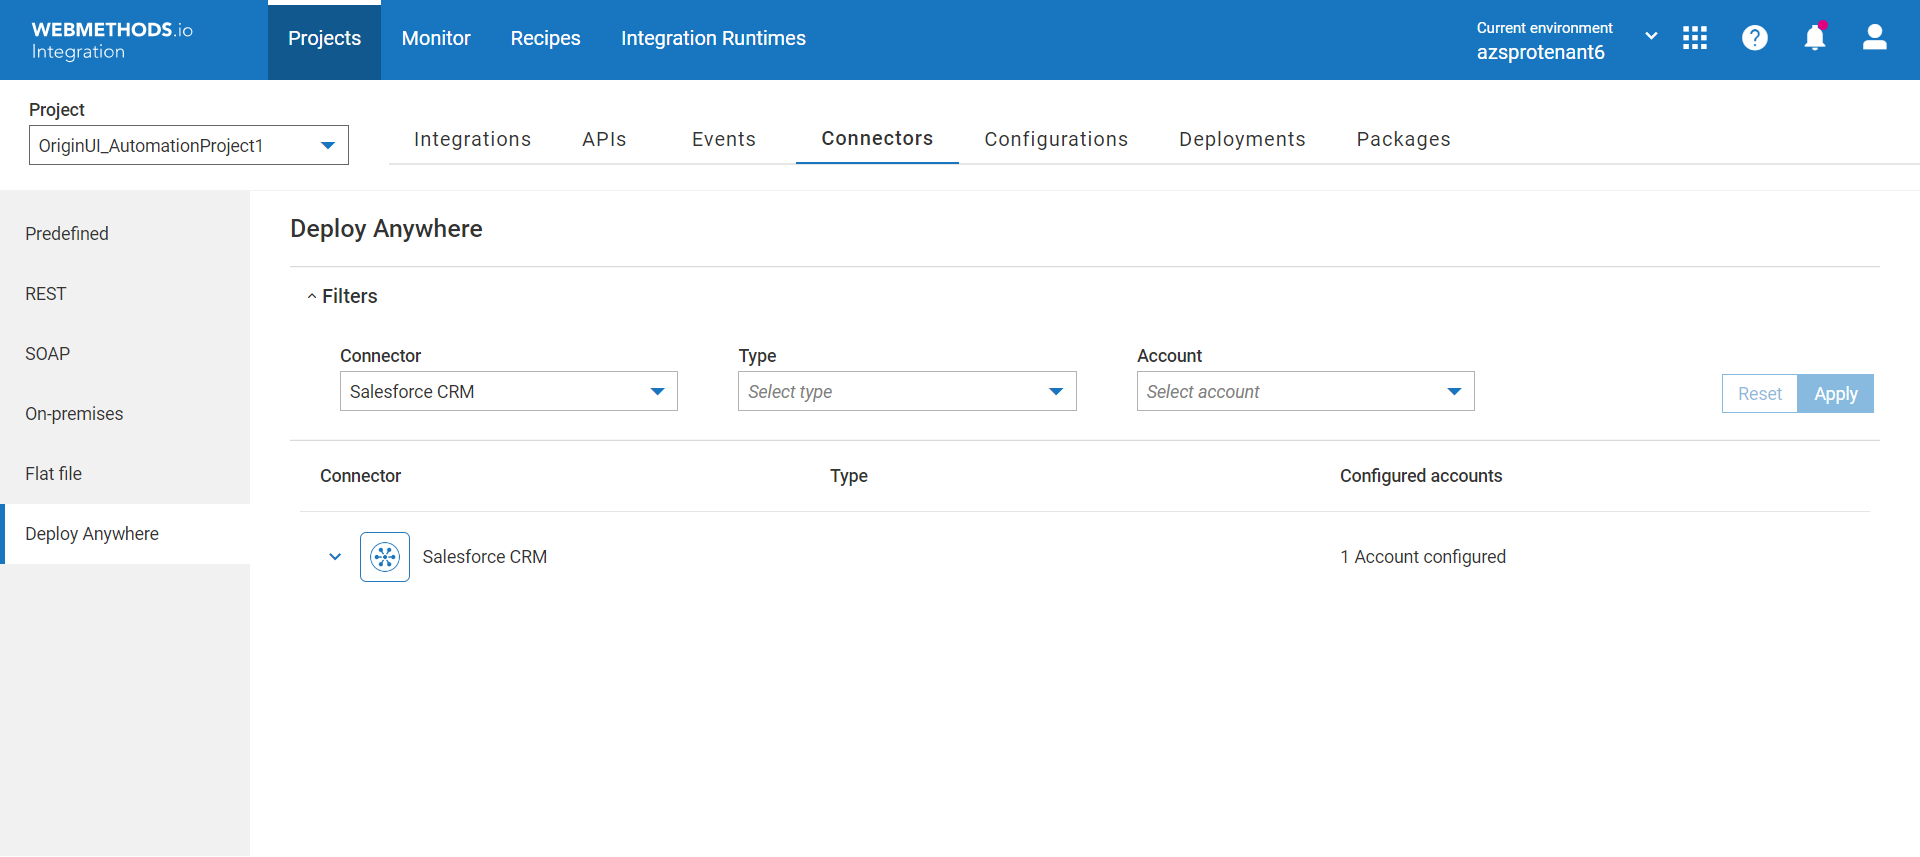 WEBMETHODS.io
Integration
Projects
Monitor
Recipes
Integration Runtimes
Current environment
azsprotenant6
Project
OriginUI_AutomationProject1
Integrations
APIs
Events
Connectors
Configurations
Deployments
Packages
Predefined
REST
SOAP
On-premises
Flat file
Deploy Anywhere
Deploy Anywhere
Filters
Connector
Type
Account
Salesforce CRM
Select type
Select account
Reset
Apply
Connector
Type
Configured accounts
Salesforce CRM
1 Account configured